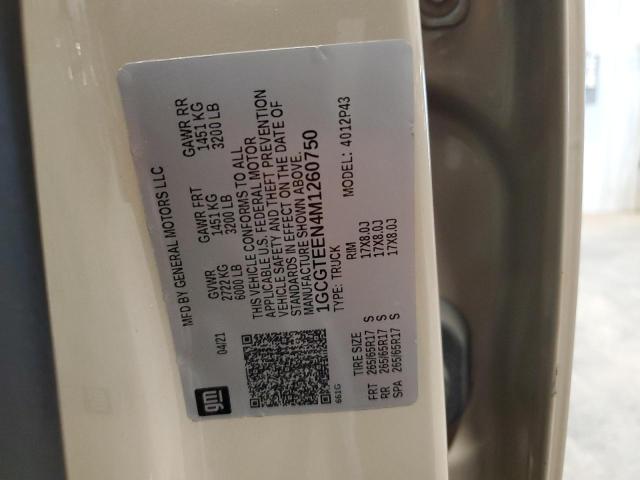 gm
MFD BY GENERAL MOTORS LLC
04/21
GVWR
2722 KG
6000 LB
GAWR FRT
1451 KG
3200 LB
GAWR RR
1451 KG
3200 LB
THIS VEHICLE CONFORMS TO ALL
APPLICABLE U.S. FEDERAL MOTOR
VEHICLE SAFETY, AND THEFT PREVENTION
STANDARDS IN EFFECT ON THE DATE OF
MANUFACTURE SHOWN ABOVE.
1GCGTEEN4M1260750
661G
TYPE: TRUCK
MODEL: 4012P43
TIRE SIZE RIM
FRT 265/65R17 S 17X8.0J
RR 265/65R17 S 17X8.0J
SPA 265/65R17 S 17X8.0J